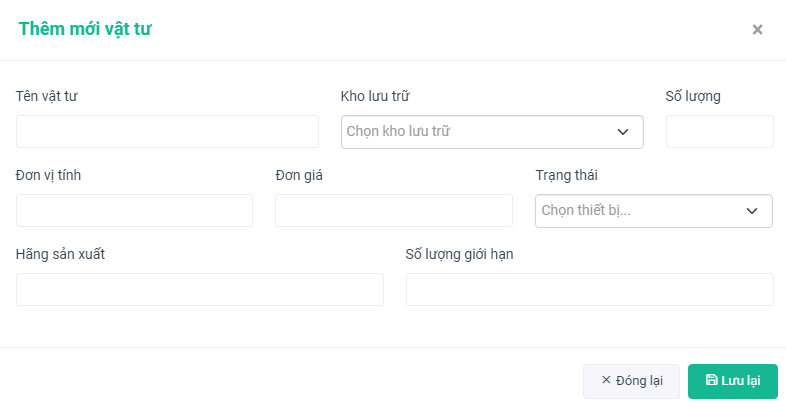 Thêm mới vật tư ×
Tên vật tư Kho lưu trữ Số lượng
Chọn kho lưu trữ
Đơn vị tính Đơn giá Trạng thái
Chọn thiết bị...
Hãng sản xuất Số lượng giới hạn
Đóng lại Lưu lại